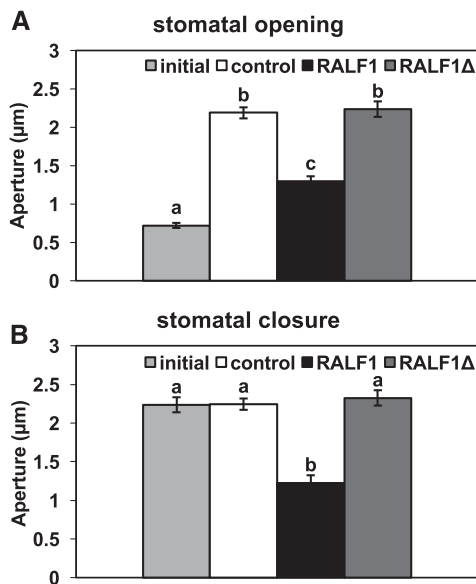 A
stomatal opening
initial control RALF1 RALF1Δ
Aperture (µm)
3
2.5
2
1.5
1
0.5
0
a
b
c
b
B
stomatal closure
initial control RALF1 RALF1Δ
Aperture (µm)
3
2.5
2
1.5
1
0.5
0
a
a
b
a